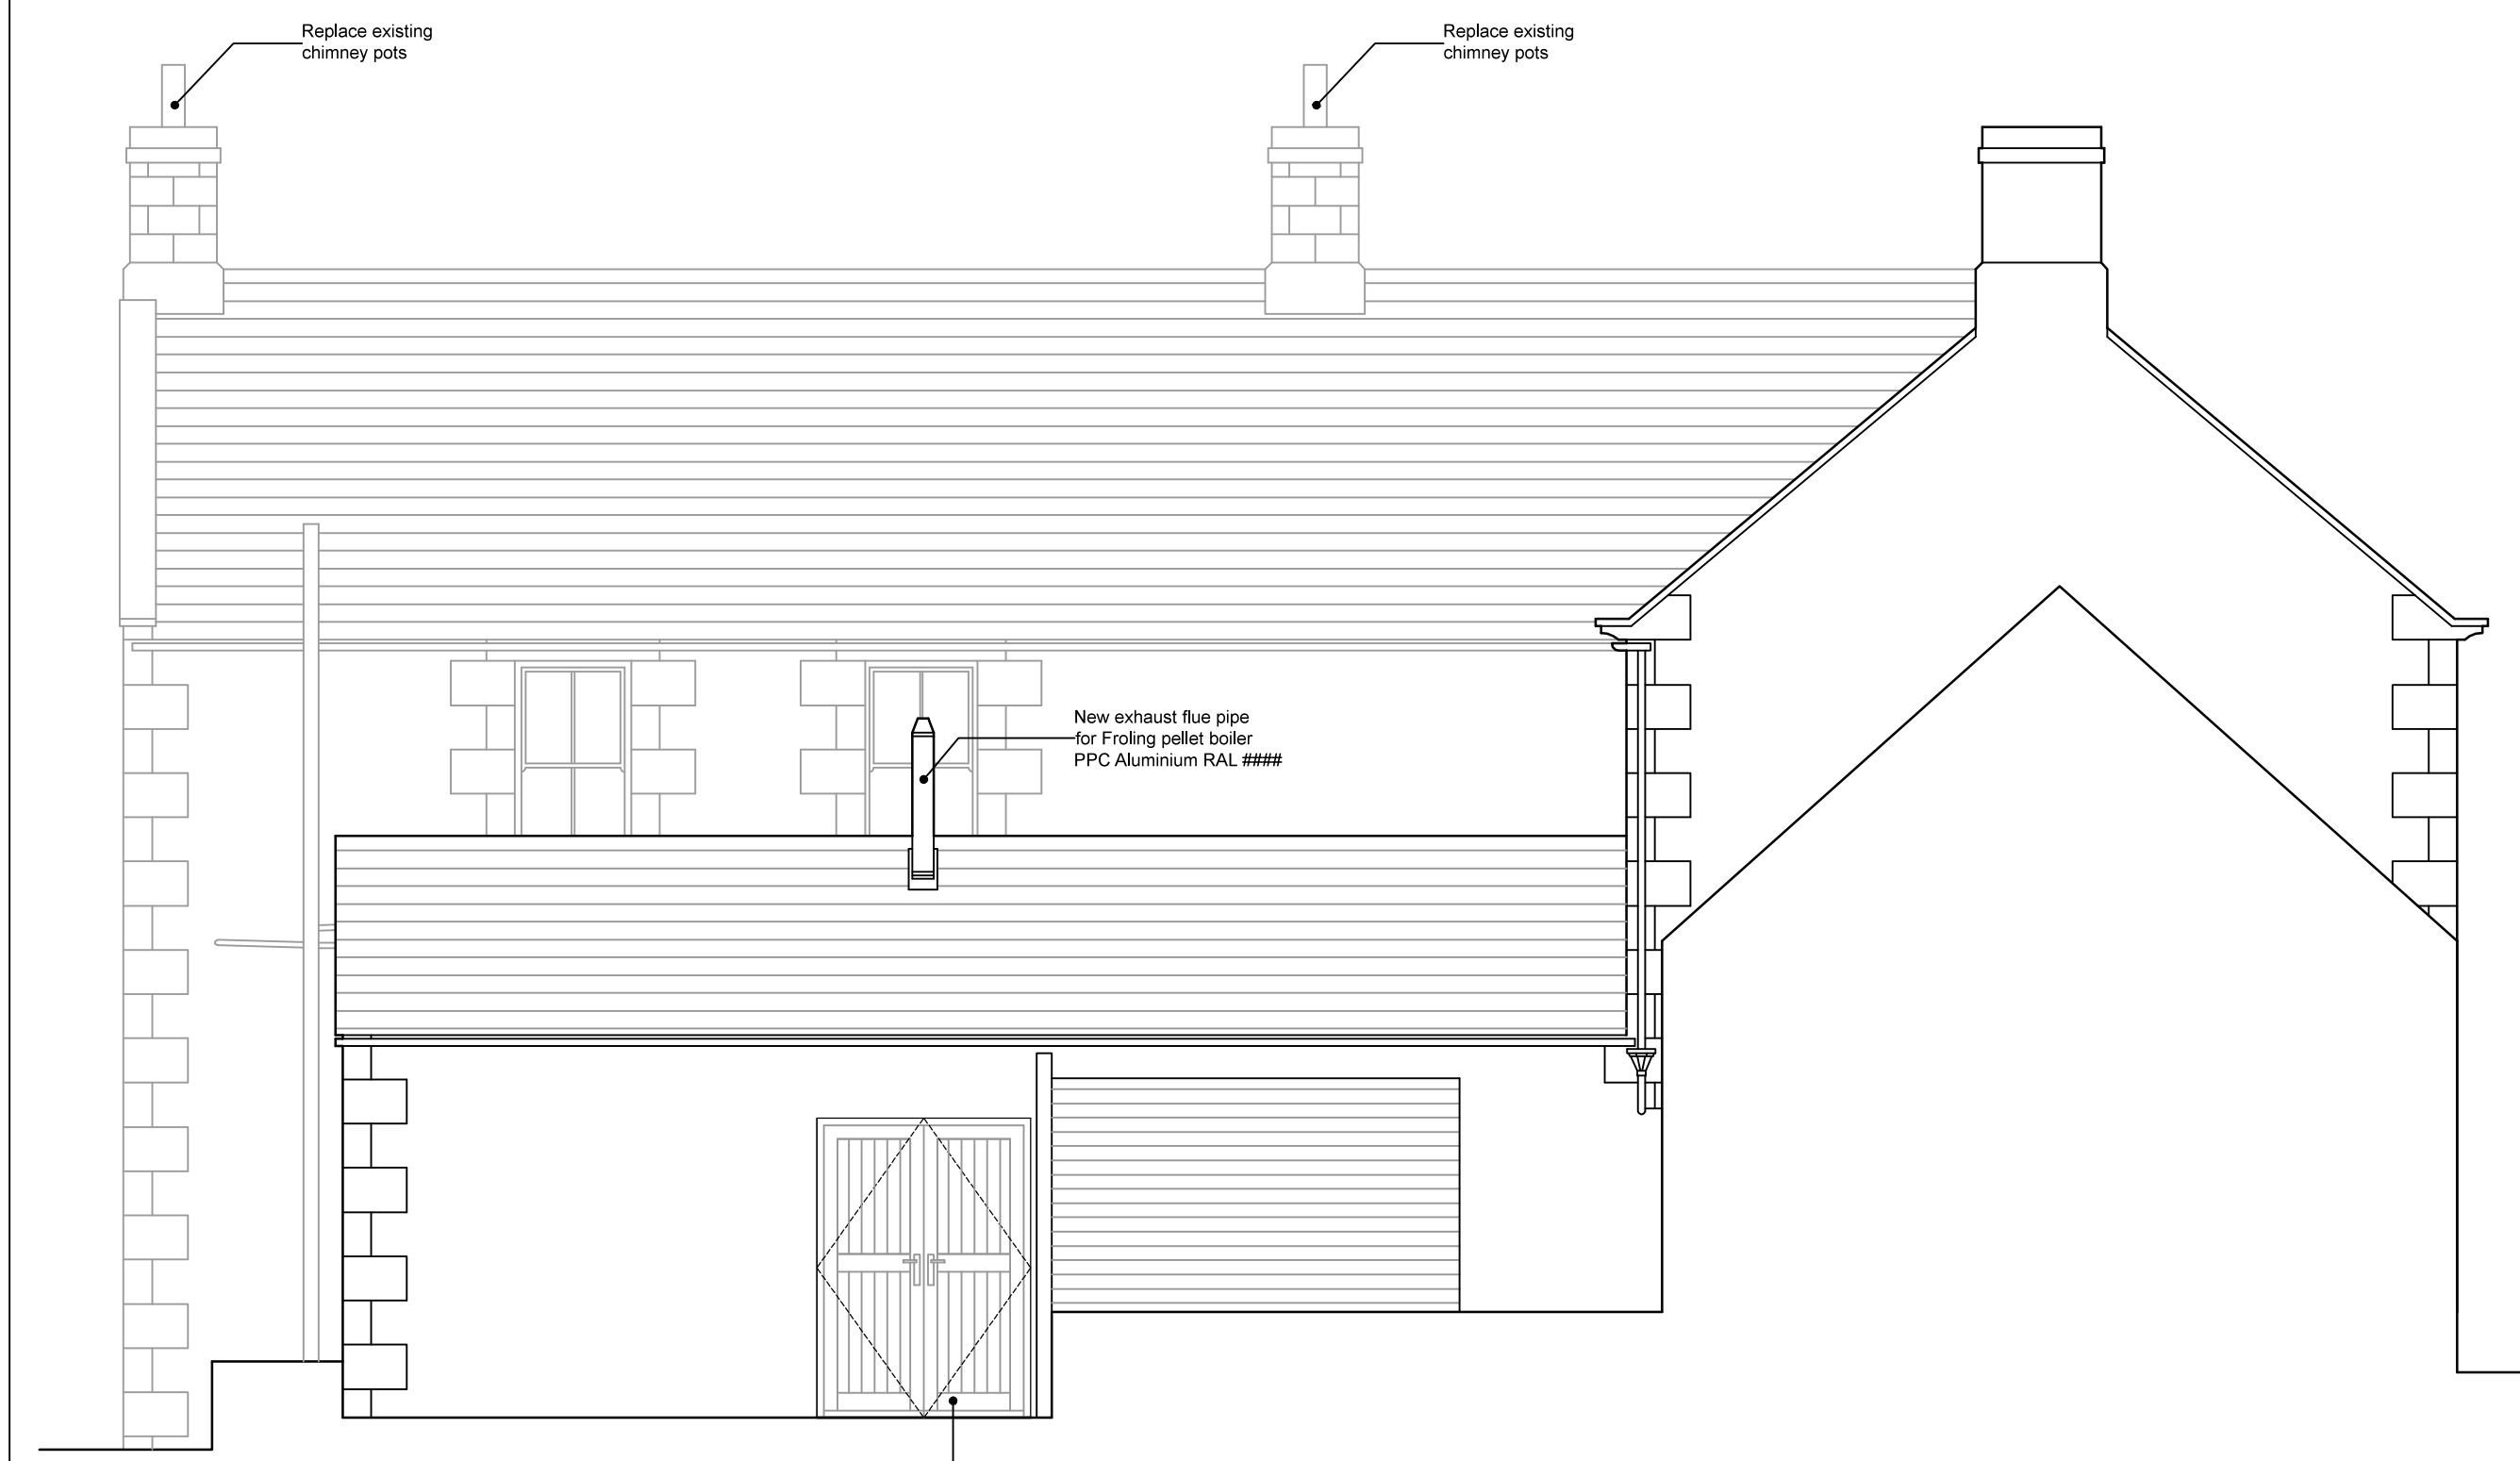 Replace existing
chimney pots
Replace existing
chimney pots
New exhaust flue pipe
for Froling pellet boiler
PPC Aluminium RAL ####